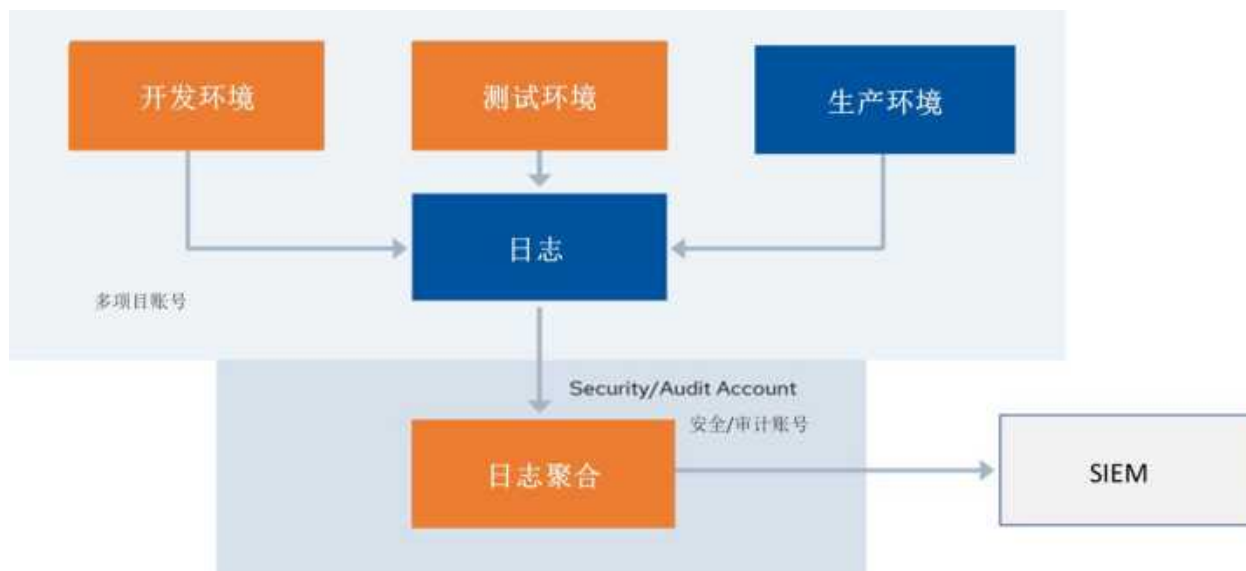 开发环境
测试环境
生产环境
日志
多项目账号
Security/Audit Account
安全/审计账号
日志聚合
SIEM